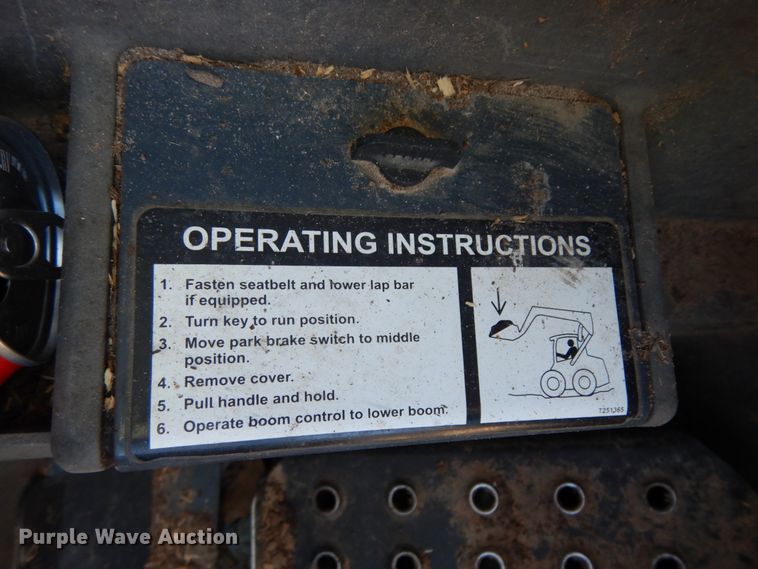 OPERATING INSTRUCTIONS
1. Fasten seatbelt and lower lap bar
if equipped.
2. Turn key to run position.
3. Move park brake switch to middle
position.
4. Remove cover.
5. Pull handle and hold.
6. Operate boom control to lower boom.
7251365
Purple Wave Auction